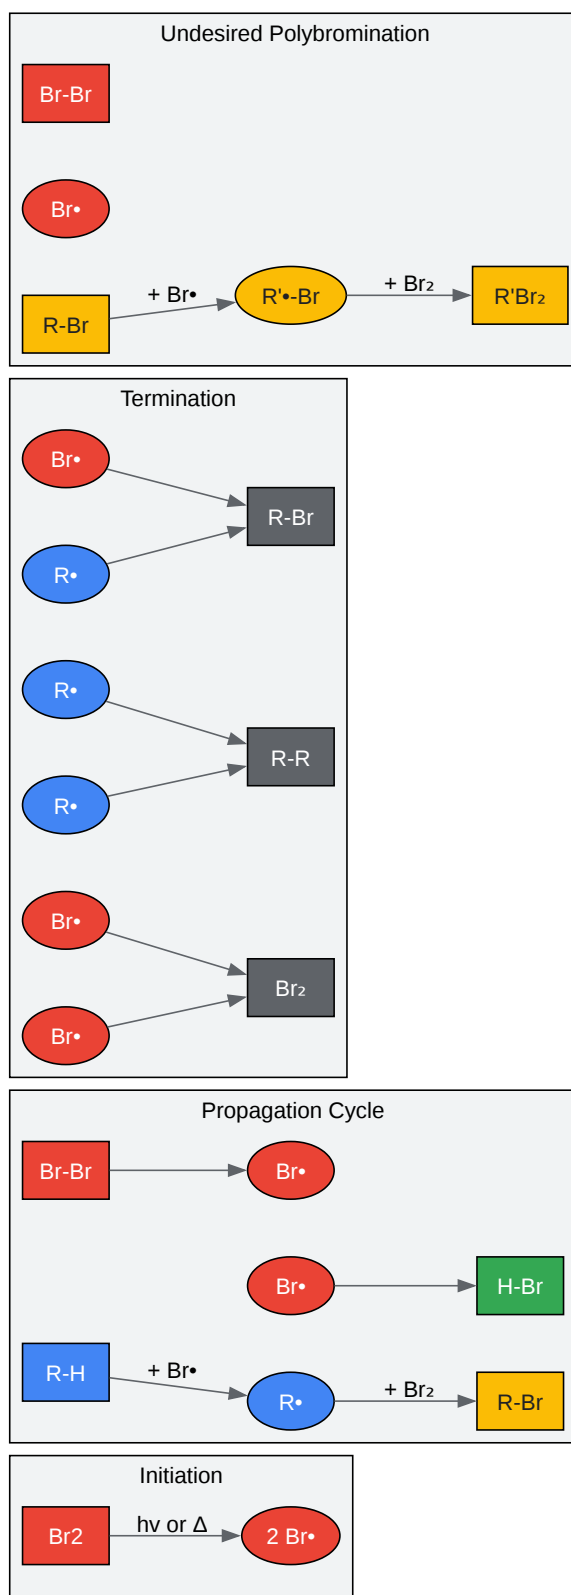 Undesired Polybromination
Br-Br
Br•
R-Br
+ Br•
R'•-Br
+ Br₂
R'Br₂
Termination
Br•
R•
R-Br
R•
R•
R-R
Br•
Br•
Br₂
Propagation Cycle
Br-Br
Br•
Br•
H-Br
R-H
+ Br•
R•
+ Br₂
R-Br
Initiation
Br2
hv or Δ
2 Br•